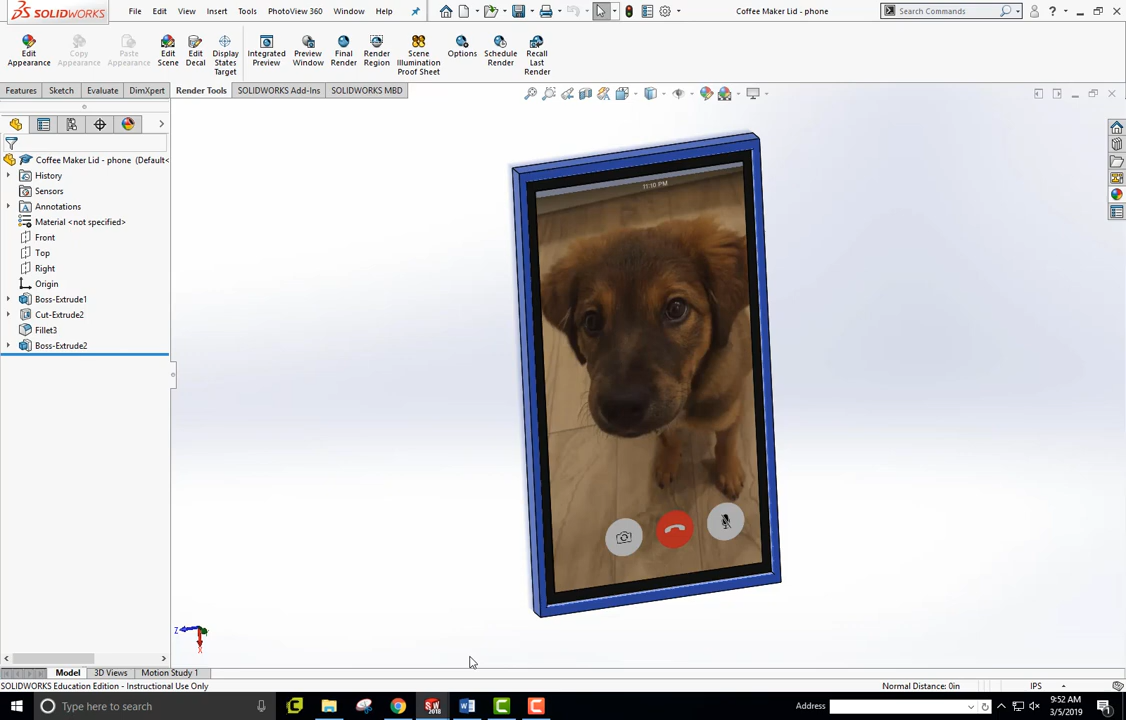 SOLIDWORKS File Edit View Insert Tools PhotoView 360 Window Help Coffee Maker Lid - phone Search Commands ?
Edit Appearance
Copy Appearance
Paste Appearance
Edit Scene
Edit Decal
Display States Target
Integrated Preview
Preview Window
Final Render
Render Region
Scene Illumination Proof Sheet
Options
Schedule Render
Recall Last Render
Features Sketch Evaluate DimXpert Render Tools SOLIDWORKS Add-Ins SOLIDWORKS MBD
Coffee Maker Lid - phone (Default<
History
Sensors
Annotations
Material <not specified>
Front
Top
Right
Origin
Boss-Extrude1
Cut-Extrude2
Fillet3
Boss-Extrude2
11:10 PM
Z
X
Model 3D Views Motion Study 1
SOLIDWORKS Education Edition - Instructional Use Only Normal Distance: 0in IPS
Type here to search Address 9:52 AM
3/5/2019